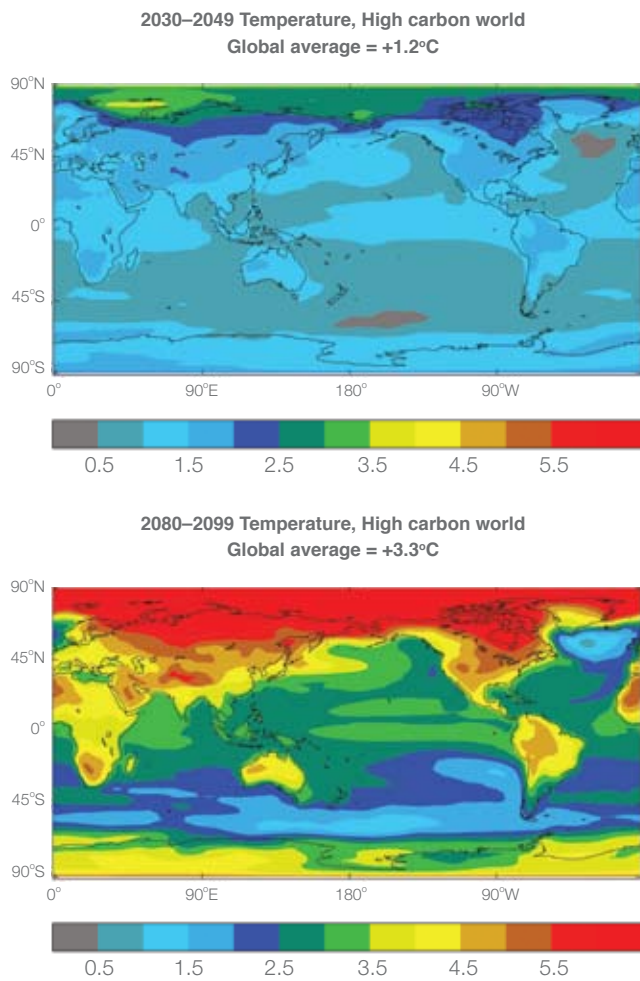 2030–2049 Temperature, High carbon world
Global average = +1.2°C
90°N
45°N
0°
45°S
90°S
0° 90°E 180° 90°W
0.5 1.5 2.5 3.5 4.5 5.5
2080–2099 Temperature, High carbon world
Global average = +3.3°C
90°N
45°N
0°
45°S
90°S
0° 90°E 180° 90°W
0.5 1.5 2.5 3.5 4.5 5.5